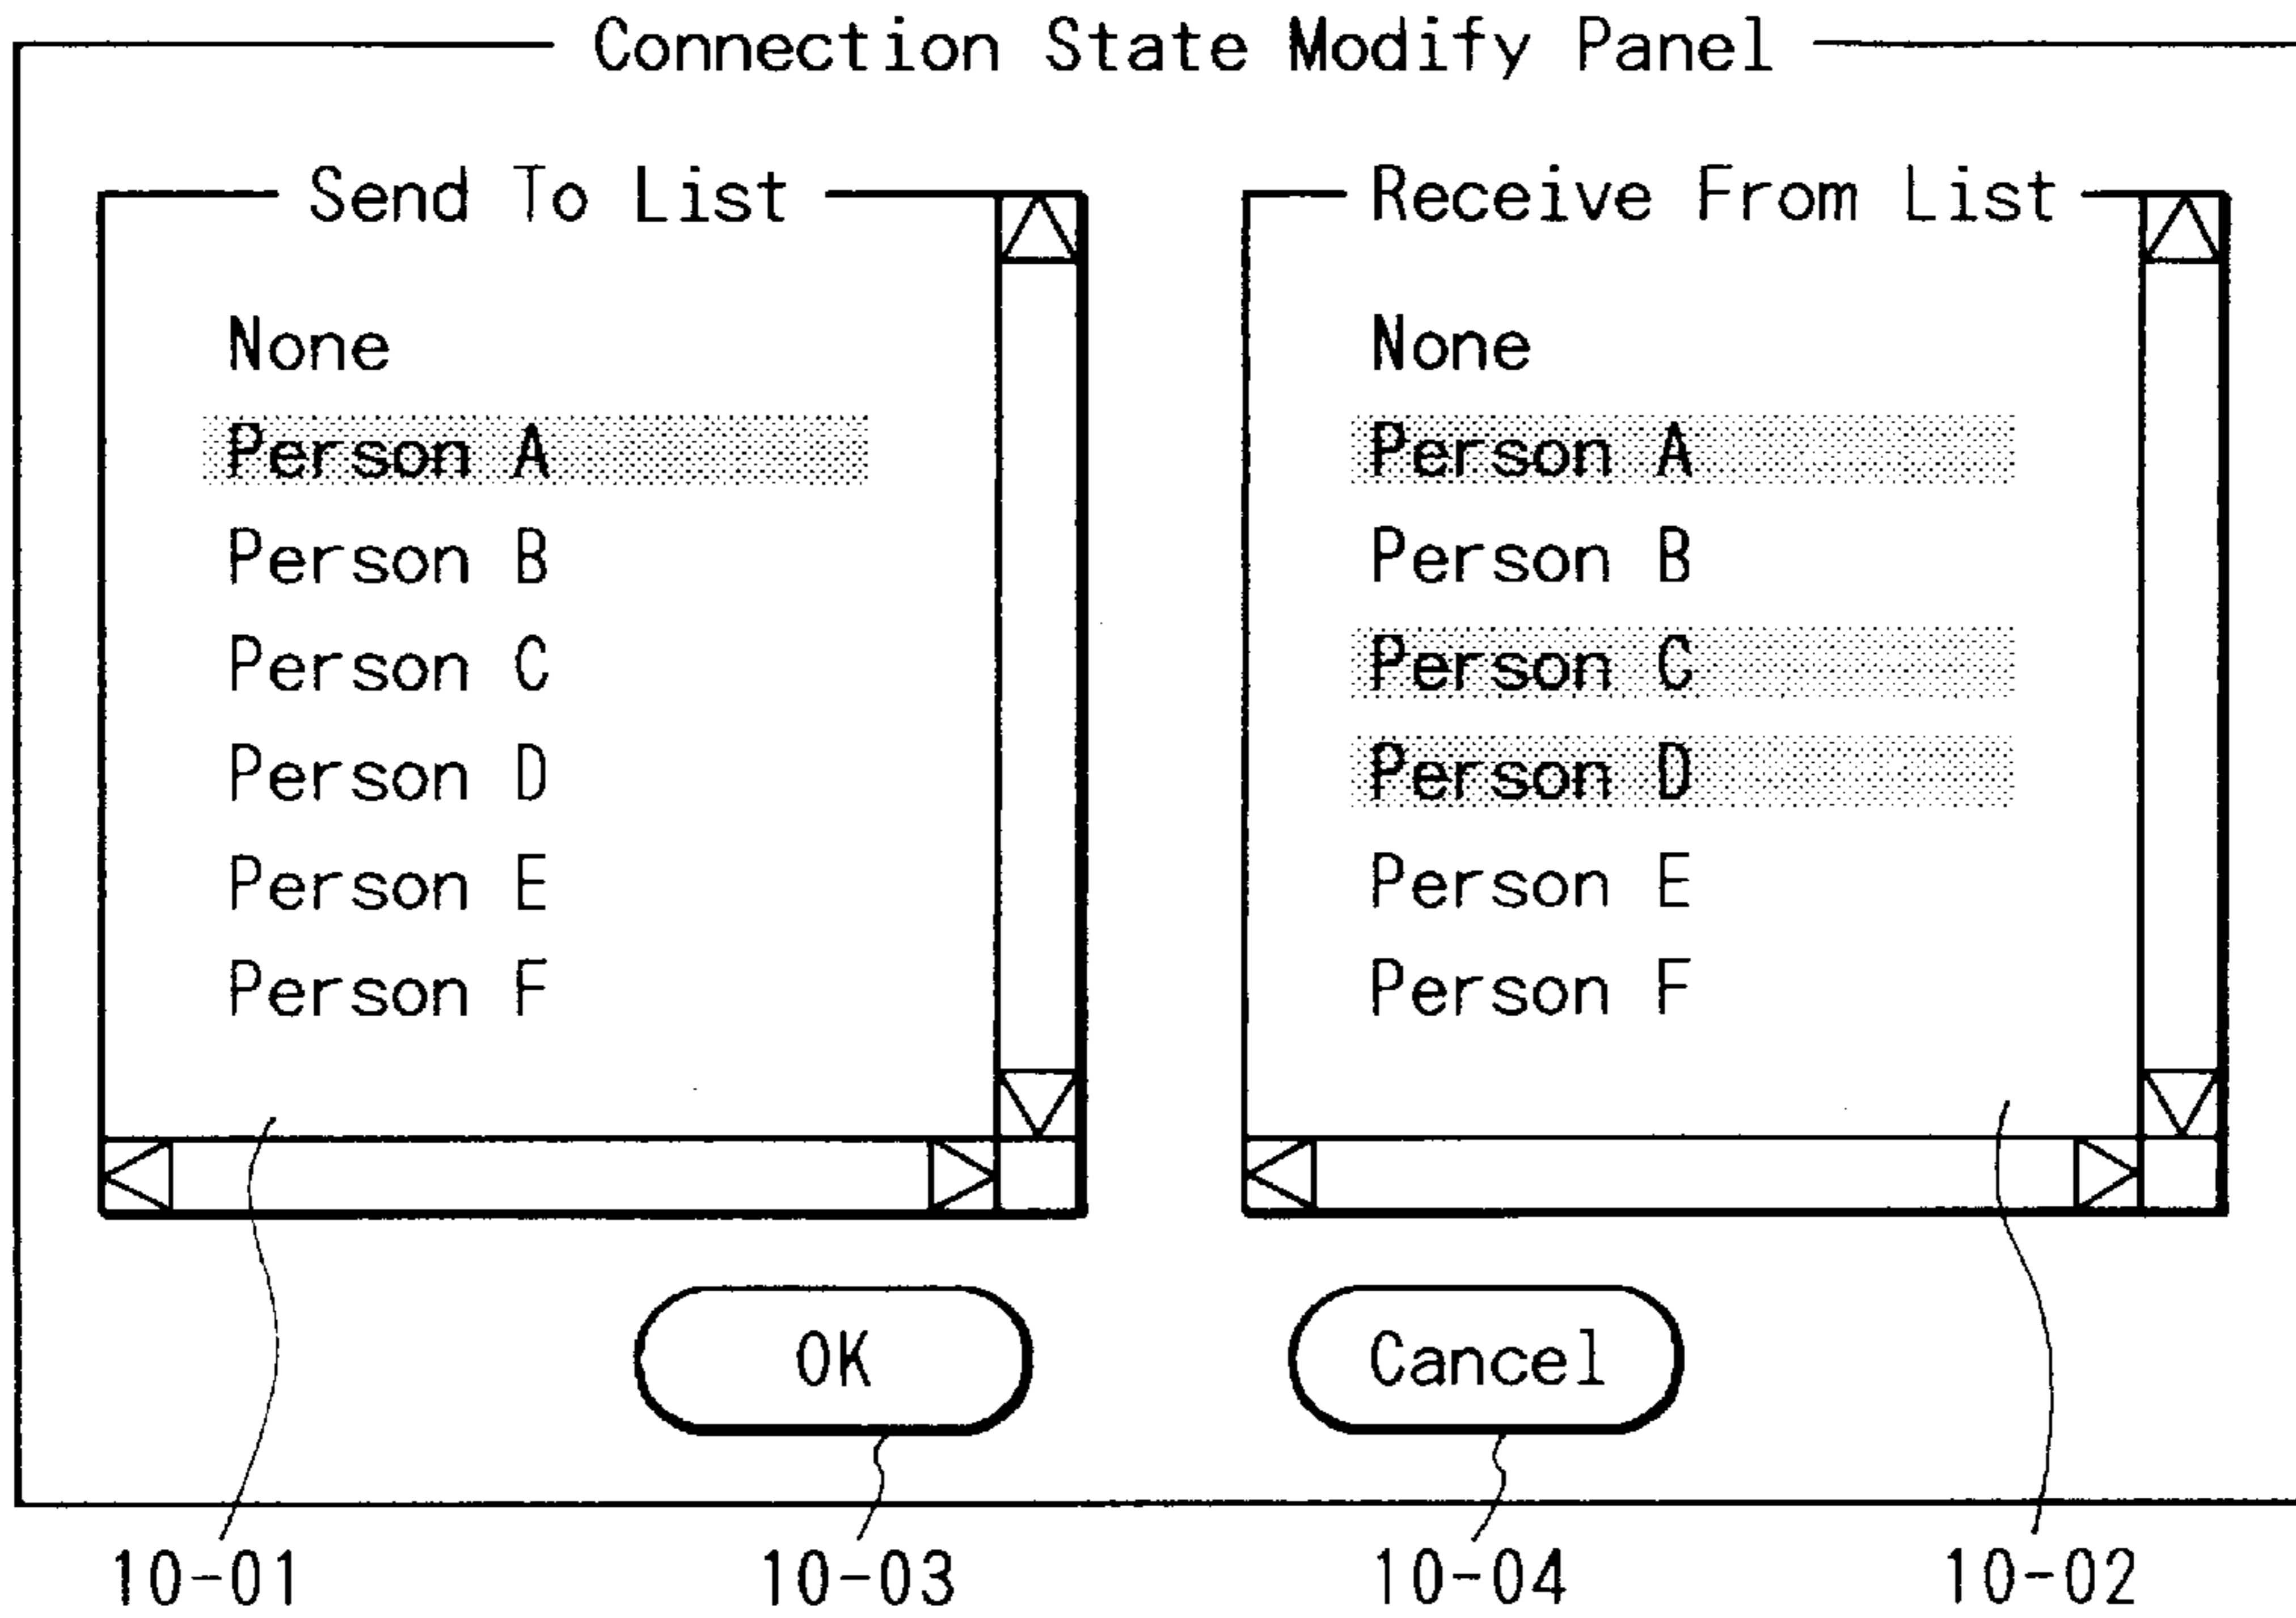 Connection State Modify Panel
Send To List
None
Person A
Person B
Person C
Person D
Person E
Person F
Receive From List
None
Person A
Person B
Person C
Person D
Person E
Person F
OK
Cancel
10-01
10-03
10-04
10-02